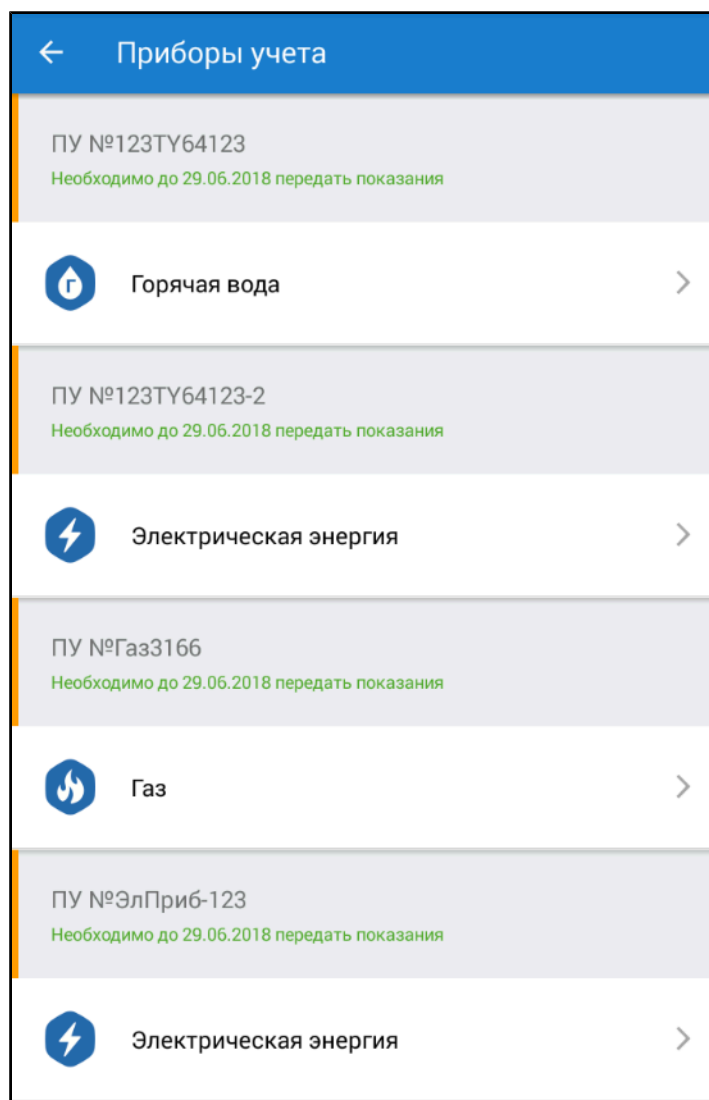 Приборы учета
ПУ №123TY64123
Необходимо до 29.06.2018 передать показания
Г
Горячая вода
ПУ №123TY64123-2
Необходимо до 29.06.2018 передать показания
Электрическая энергия
ПУ №Газ3166
Необходимо до 29.06.2018 передать показания
Газ
ПУ №ЭлПриб-123
Необходимо до 29.06.2018 передать показания
Электрическая энергия